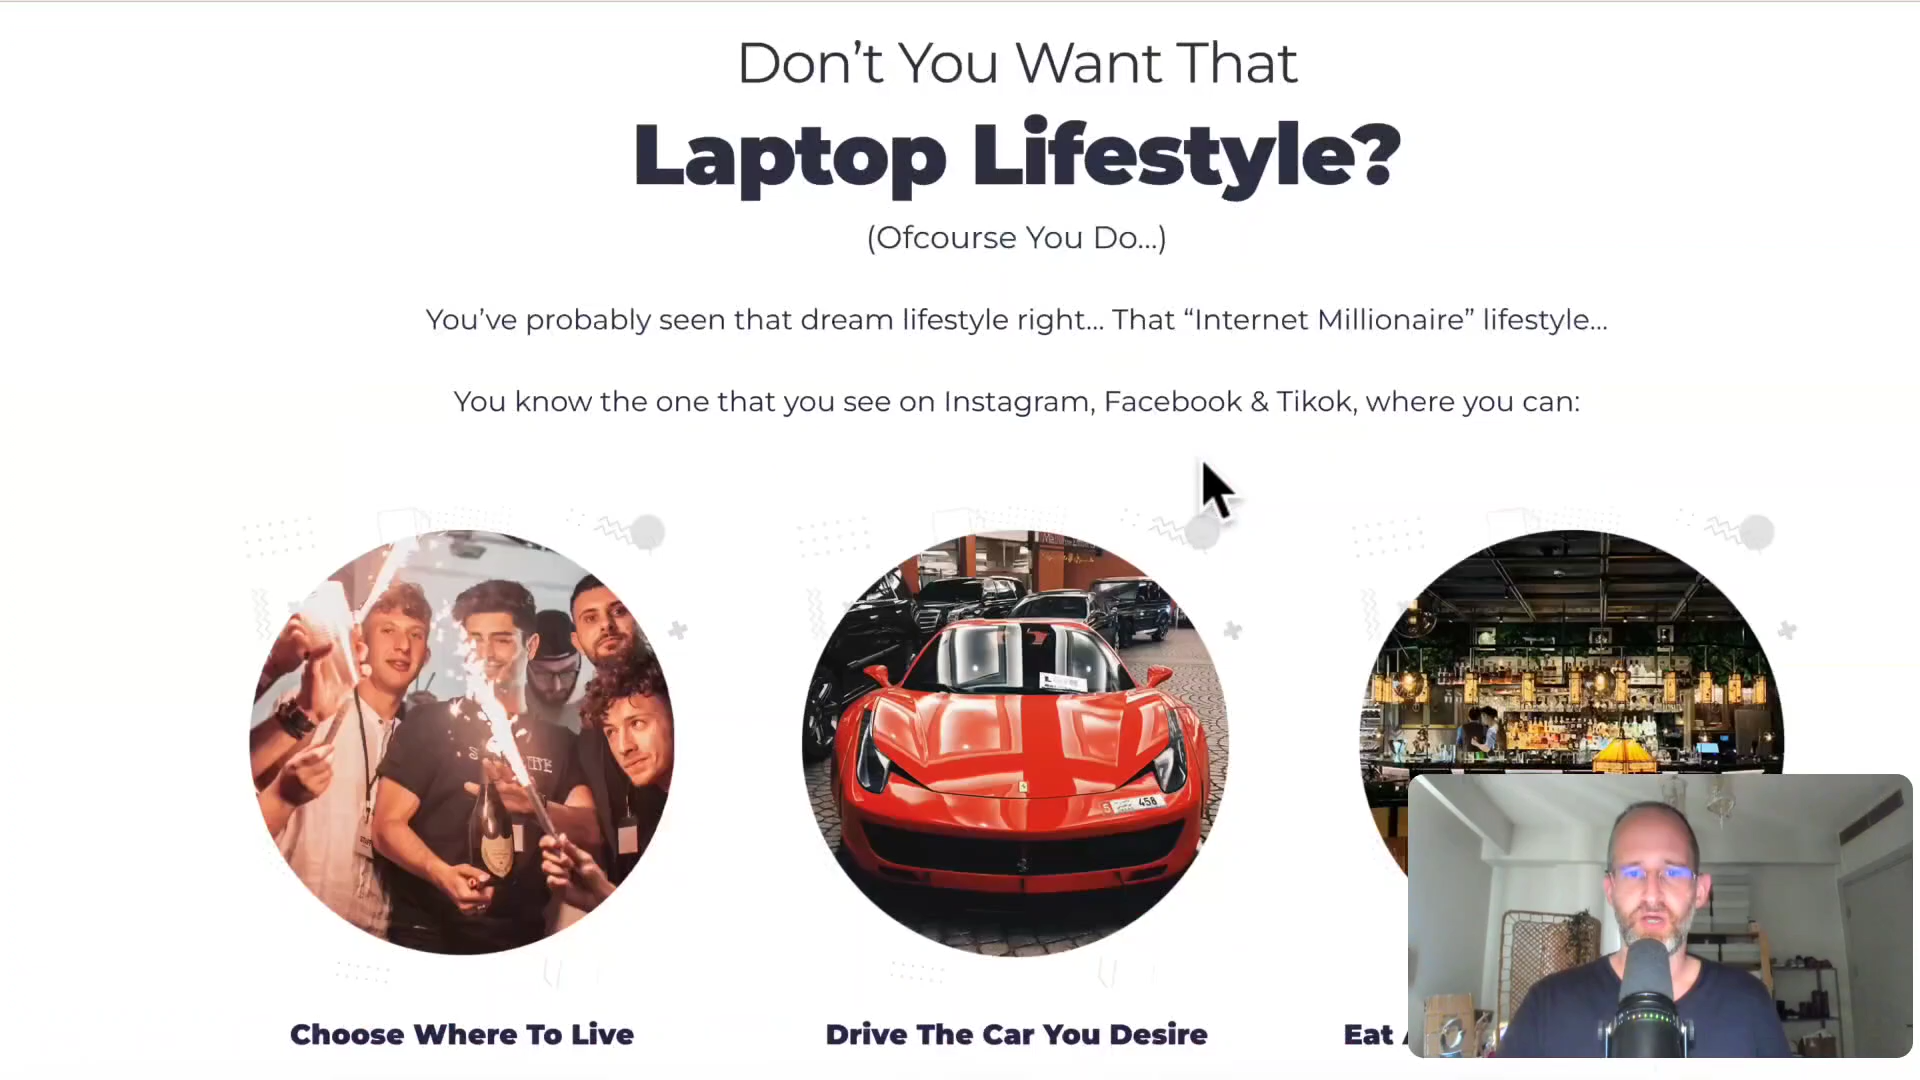 Don’t You Want That
Laptop Lifestyle?
(Ofcourse You Do...)
You’ve probably seen that dream lifestyle right... That “Internet Millionaire” lifestyle...
You know the one that you see on Instagram, Facebook & Tikok, where you can:
458
Choose Where To Live
Drive The Car You Desire
Eat